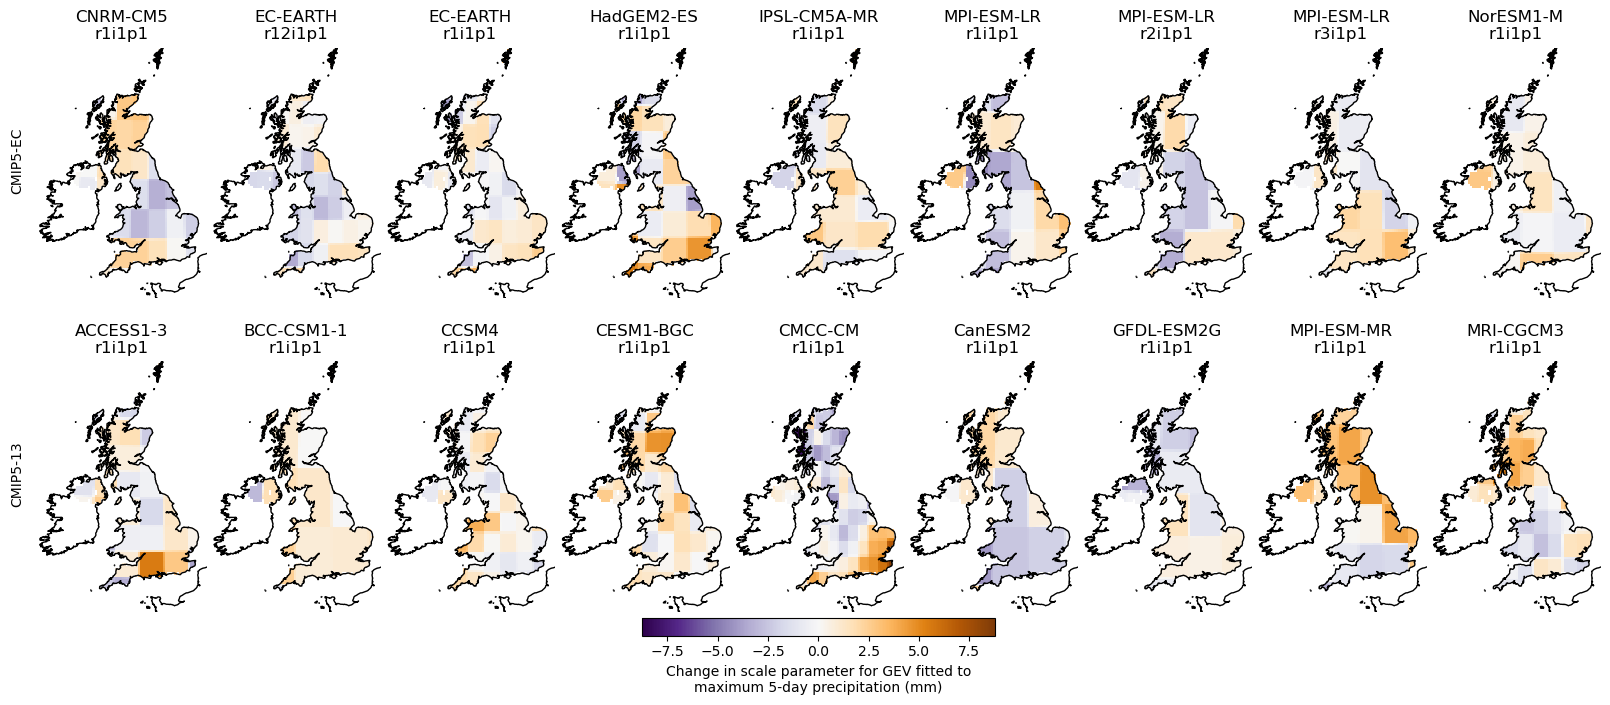 CNRM-CM5 EC-EARTH EC-EARTH HadGEM2-ES IPSL-CM5A-MR MPI-ESM-LR MPI-ESM-LR MPI-ESM-LR NorESM1-M
r1i1p1 r12i1p1 r1i1p1 r1i1p1 r1i1p1 r1i1p1 r2i1p1 r3i1p1 r1i1p1
CMIP5-EC
ACCESS1-3 BCC-CSM1-1 CCSM4 CESM1-BGC CMCC-CM CanESM2 GFDL-ESM2G MPI-ESM-MR MRI-CGCM3
r1i1p1 r1i1p1 r1i1p1 r1i1p1 r1i1p1 r1i1p1 r1i1p1 r1i1p1 r1i1p1
CMIP5-13
−7.5 −5.0 −2.5 0.0 2.5 5.0 7.5
Change in scale parameter for GEV fitted to
maximum 5-day precipitation (mm)